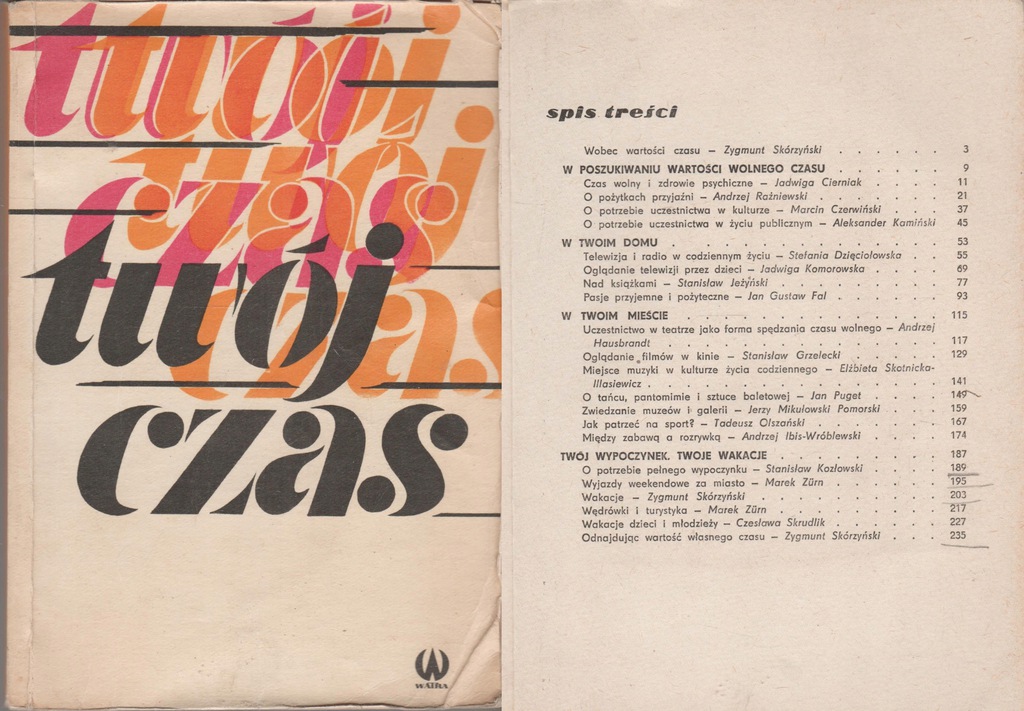 twój
twój
czas
twój
czas
twój
czas
WATRA
spis treści
Wobec wartości czasu — Zygmunt Skórzyński . . . . . . 3
W POSZUKIWANIU WARTOŚCI WOLNEGO CZASU . . . . . . 9
Czas wolny i zdrowie psychiczne — Jadwiga Cierniak . . . . 11
O pożytkach przyjaźni — Andrzej Raźniewski . . . . . . . 21
O potrzebie uczestnictwa w kulturze — Marcin Czerwiński . . . 37
O potrzebie uczestnictwa w życiu publicznym — Aleksander Kamiński 45
W TWOIM DOMU . . . . . . . . . . . . 53
Telewizja i radio w codziennym życiu — Stefania Dzięciołowska . . 55
Oglądanie telewizji przez dzieci — Jadwiga Komorowska . . . . 69
Nad książkami — Stanisław Jeżyński . . . . . . . . . 77
Pasje przyjemne i pożyteczne — Jan Gustaw Fal . . . . . . 93
W TWOIM MIEŚCIE . . . . . . . . . . . . 115
Uczestnictwo w teatrze jako forma spędzania czasu wolnego — Andrzej
Hausbrandt . . . . . . . . . . . . . 117
Oglądanie filmów w kinie — Stanisław Grzelecki . . . . . 129
Miejsce muzyki w kulturze życia codziennego — Elżbieta Skotnicka-
Illasiewicz . . . . . . . . . . . . . 141
O tańcu, pantomimie i sztuce baletowej — Jan Puget . . . . 149
Zwiedzanie muzeów i galerii — Jerzy Mikułowski Pomorski . . . 159
Jak patrzeć na sport? — Tadeusz Olszański . . . . . . . 167
Między zabawą a rozrywką — Andrzej Ibis-Wróblewski . . . . 174
TWÓJ WYPOCZYNEK. TWOJE WAKACJE . . . . . . . . 187
O potrzebie pełnego wypoczynku — Stanisław Kozłowski . . . . 189
Wyjazdy weekendowe za miasto — Marek Zürn . . . . . . 195
Wakacje — Zygmunt Skórzyński . . . . . . . . . 203
Wędrówki i turystyka — Marek Zürn . . . . . . . . 217
Wakacje dzieci i młodzieży — Czesława Skrudlik . . . . . . 227
Odnajdując wartość własnego czasu — Zygmunt Skórzyński . . . 235